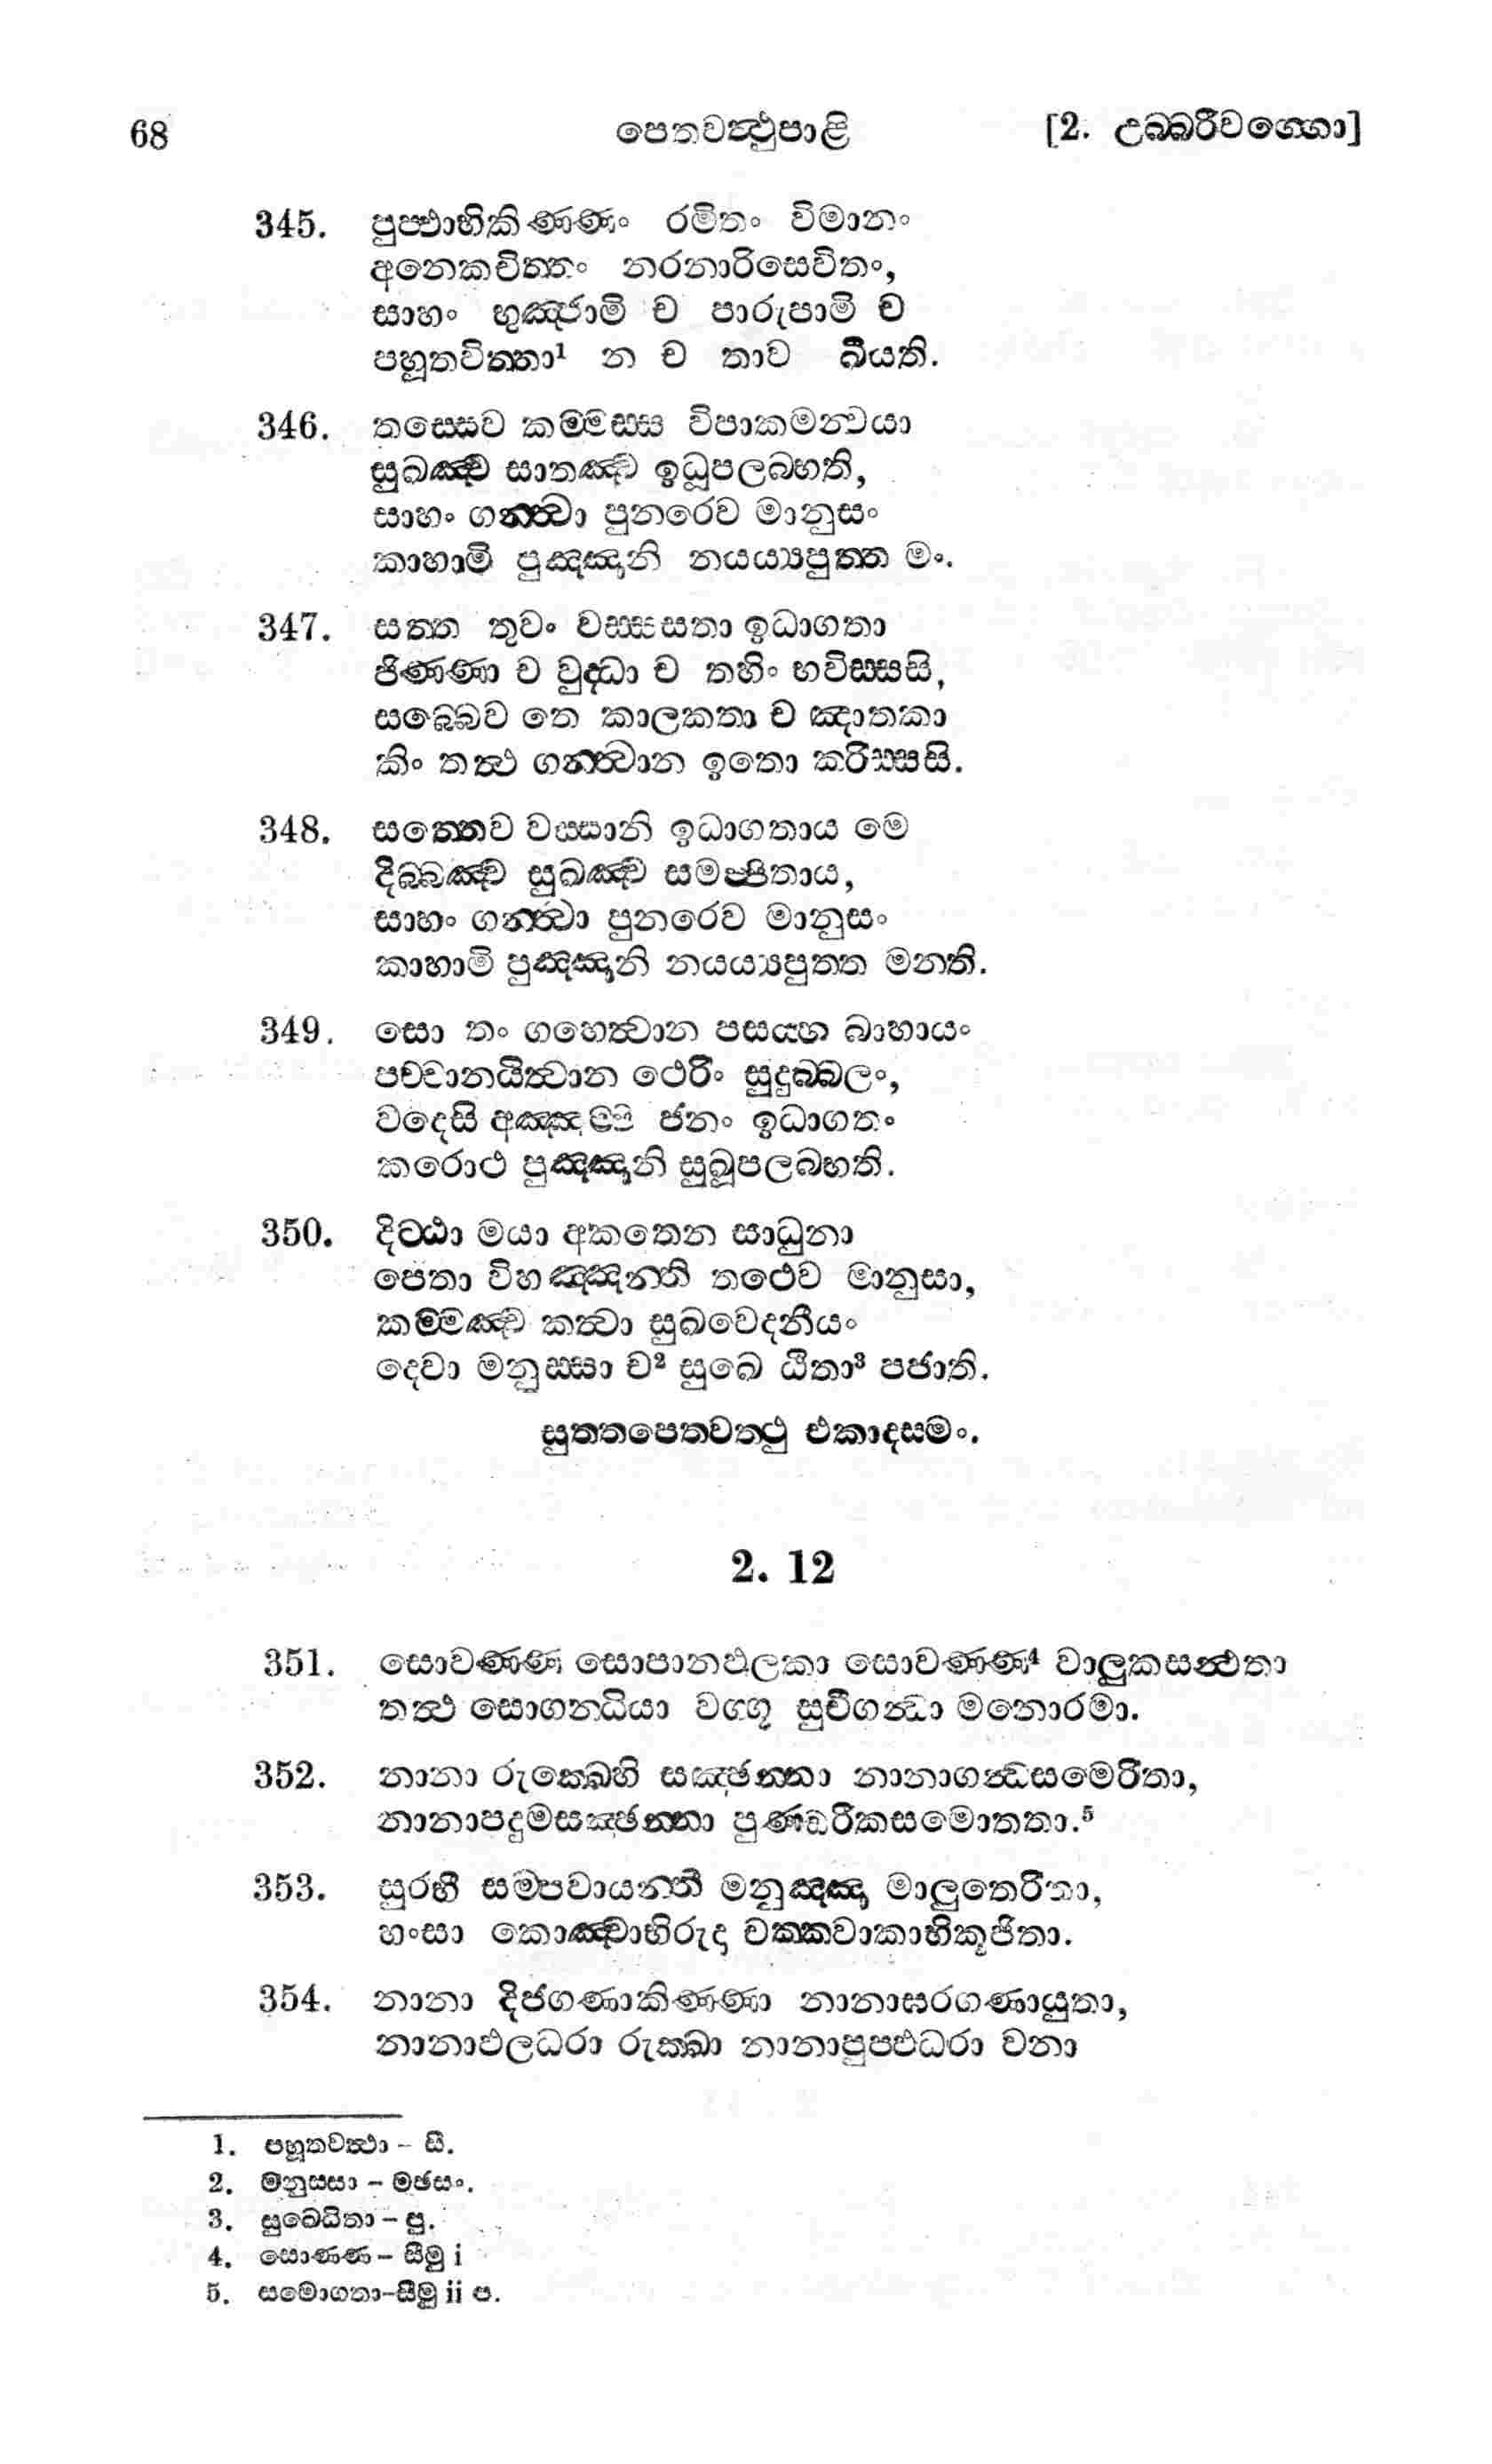 68 පෙතවත්ථුපාළි [2. උබ්බරීවග්ගො]
345. පුප්ඵාභිකිණ්ණං රමිතං විමානං
අනෙකචිත්තං නරනාරිසෙවිතං,
සාහං භුඤ්ජාමි ච පාරුපාමි ච
පහූතවිත්තා¹ න ච තාව ඛීයති.
346. තස්සෙව කම්මස්ස විපාකමන්වයා
සුඛඤ්ච සාතඤ්ච ඉධූපලබ්භති,
සාහං ගන්ත්වා පුනරෙව මානුසං
කාහාමි පුඤ්ඤානි නයය්‍යපුත්ත මං.
347. සත්ත තුවං වස්සසතා ඉධාගතා
ජිණ්ණා ච වුද්ධා ච තහිං භවිස්සසි,
සබ්බෙව තෙ කාලකතා ච ඤාතකා
කිං තත්ථ ගන්ත්වාන ඉතො කරිස්සසි.
348. සත්තෙව වස්සානි ඉධාගතාය මෙ
දිබ්බඤ්ච සුඛඤ්ච සමප්පිතාය,
සාහං ගන්ත්වා පුනරෙව මානුසං
කාහාමි පුඤ්ඤානි නයය්‍යපුත්ත මන්ති.
349. සො තං ගහෙත්වාන පසය්හ බාහායං
පච්චානයිත්වාන ථෙරිං සුදුබ්බලං,
වදෙසි අඤ්ඤම්පි ජනං ඉධාගතං
කරොථ පුඤ්ඤානි සුඛූපලබ්භති.
350. දිට්ඨා මයා අකතෙන සාධුනා
පෙතා විහඤ්ඤන්ති තථෙව මානුසා,
කම්මඤ්ච කත්වා සුඛවෙදනීයං
දෙවා මනුස්සා ච² සුඛෙ ඨිතා³ පජාති.
සුත්තපෙතවත්ථු එකාදසමං.
2. 12
351. සොවණ්ණ සොපානඵලකා සොවණ්ණ⁴ වාලුකසන්ථතා
තත්ථ සොගන්ධියා වග්ගූ සුචීගන්ධා මනොරමා.
352. නානා රුක්ඛෙහි සඤ්ඡන්නා නානාගන්ධසමෙරිතා,
නානාපදුමසඤ්ඡන්නා පුණ්ඩරීකසමොතතා.⁵
353. සුරභී සම්පවායන්ති මනුඤ්ඤා මාලුතෙරිතා,
හංසා කොඤ්චාභිරුදා චක්කවාකාභිකූජිතා.
354. නානා දිජගණාකිණ්ණා නානාසරගණායුතා,
නානාඵලධරා රුක්ඛා නානාපුප්ඵධරා වනා
1. පහූතවත්ථා - සී.
2. මනුස්සා - මජසං.
3. සුඛෙධිතා - පු.
4. සොණ්ණ - සීමු i
5. සමොගතා-සීමු ii ප.